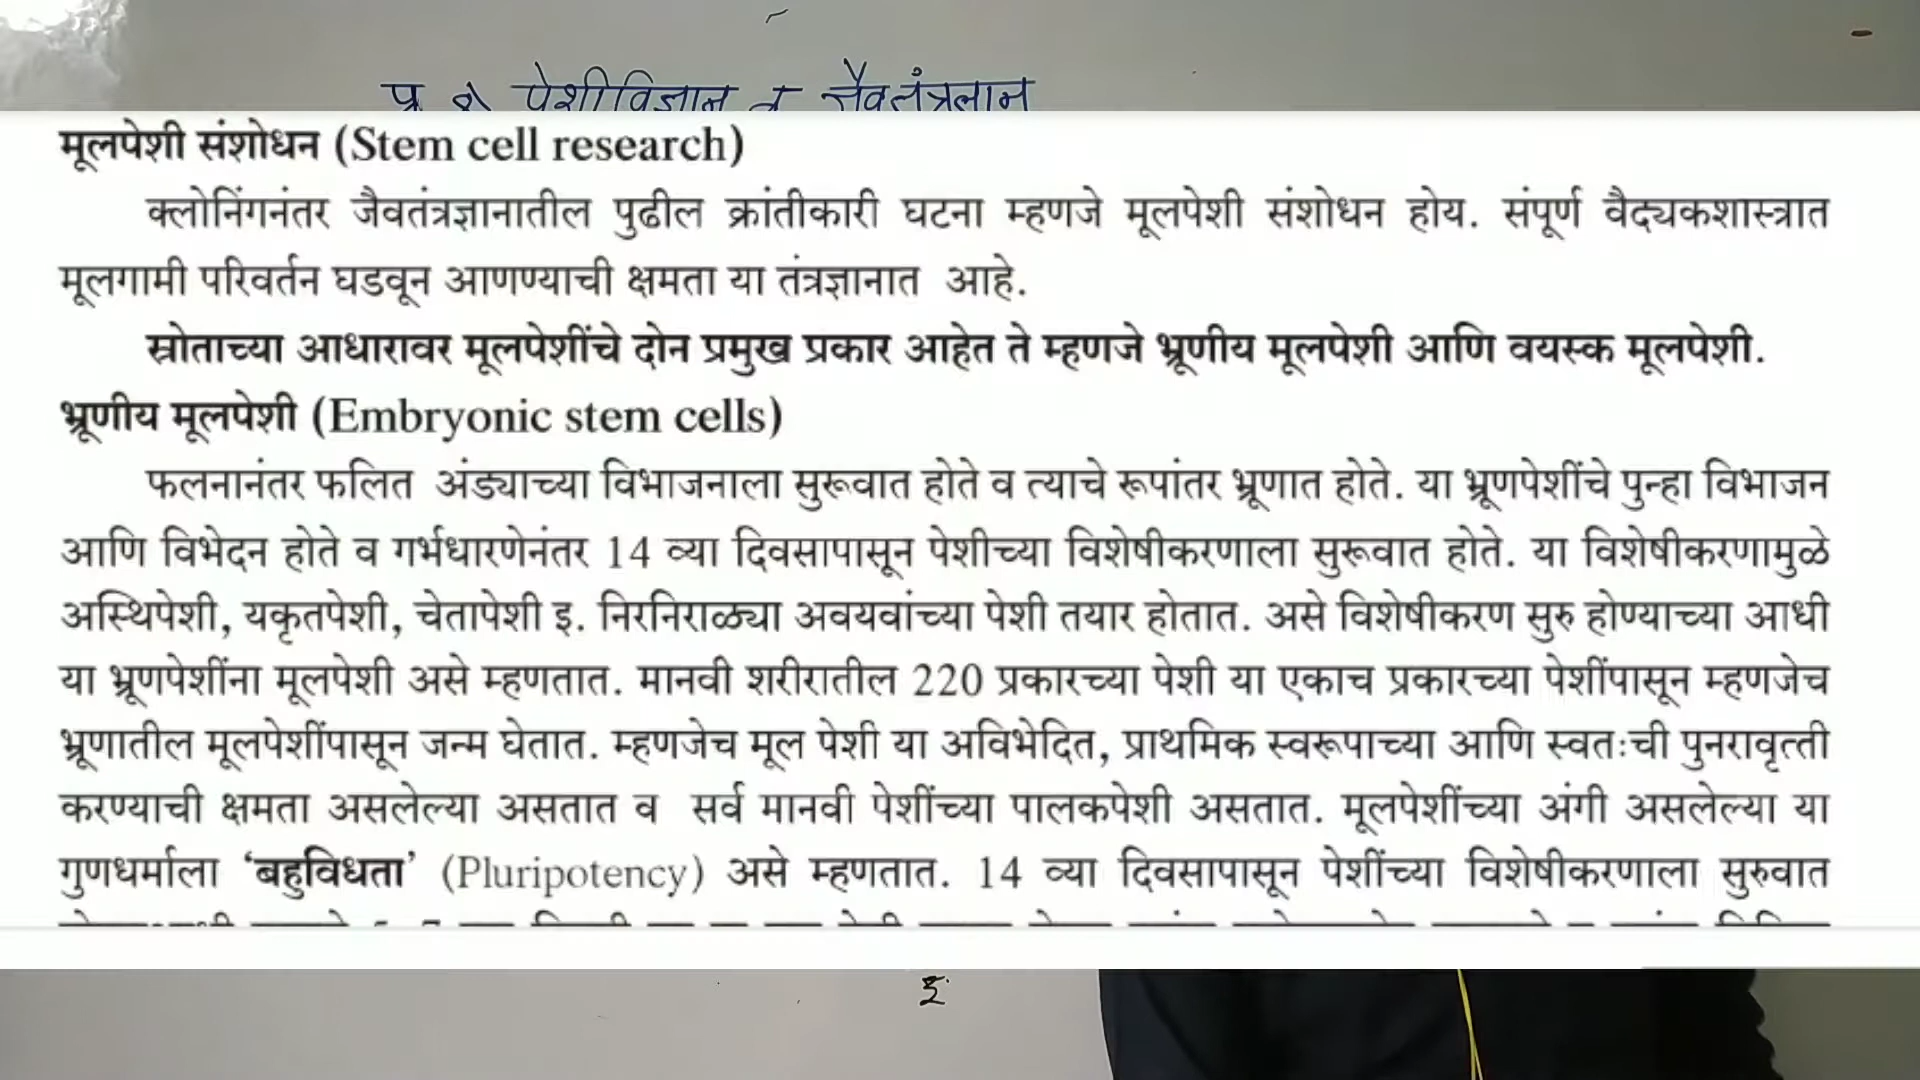 पेशीविज्ञान व जैवतंत्रज्ञान
मूलपेशी संशोधन (Stem cell research)
क्लोनिंगनंतर जैवतंत्रज्ञानातील पुढील क्रांतीकारी घटना म्हणजे मूलपेशी संशोधन होय. संपूर्ण वैद्यकशास्त्रात
मूलगामी परिवर्तन घडवून आणण्याची क्षमता या तंत्रज्ञानात आहे.
स्रोताच्या आधारावर मूलपेशींचे दोन प्रमुख प्रकार आहेत ते म्हणजे भ्रूणीय मूलपेशी आणि वयस्क मूलपेशी.
भ्रूणीय मूलपेशी (Embryonic stem cells)
फलनानंतर फलित अंड्याच्या विभाजनाला सुरूवात होते व त्याचे रूपांतर भ्रूणात होते. या भ्रूणपेशींचे पुन्हा विभाजन
आणि विभेदन होते व गर्भधारणेनंतर 14 व्या दिवसापासून पेशीच्या विशेषीकरणाला सुरूवात होते. या विशेषीकरणामुळे
अस्थिपेशी, यकृतपेशी, चेतापेशी इ. निरनिराळ्या अवयवांच्या पेशी तयार होतात. असे विशेषीकरण सुरु होण्याच्या आधी
या भ्रूणपेशींना मूलपेशी असे म्हणतात. मानवी शरीरातील 220 प्रकारच्या पेशी या एकाच प्रकारच्या पेशींपासून म्हणजेच
भ्रूणातील मूलपेशींपासून जन्म घेतात. म्हणजेच मूल पेशी या अविभेदित, प्राथमिक स्वरूपाच्या आणि स्वतःची पुनरावृत्ती
करण्याची क्षमता असलेल्या असतात व सर्व मानवी पेशींच्या पालकपेशी असतात. मूलपेशींच्या अंगी असलेल्या या
गुणधर्माला ‘बहुविधता’ (Pluripotency) असे म्हणतात. 14 व्या दिवसापासून पेशींच्या विशेषीकरणाला सुरुवात